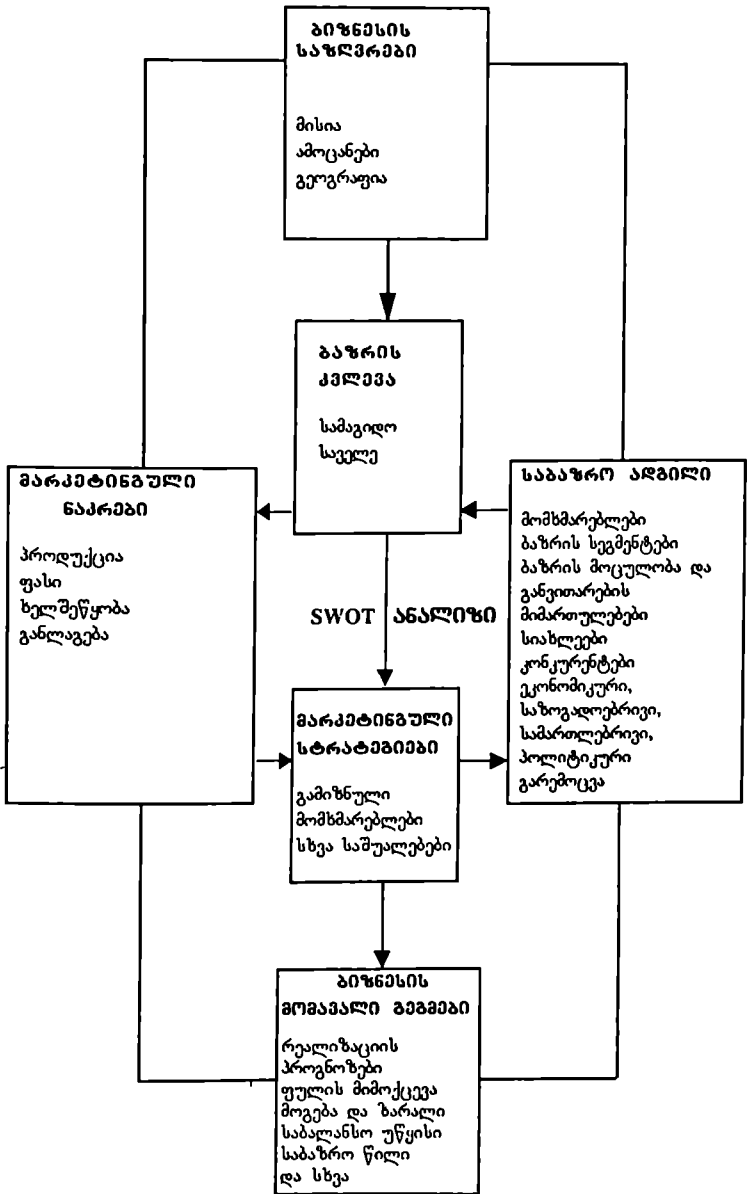 ბიზნესის
საზღვრები
მისია
ამოცანები
გეოგრაფია
ბაზრის
კვლევა
სამაგიდო
საველე
მარკეტინგული
ნაკრები
პროდუქცია
ფასი
ხელშეწყობა
განლაგება
საბაზრო ადგილი
მომხმარებლები
ბაზრის სეგმენტები
ბაზრის მოცულობა და
განვითარების
მიმართულებები
სიახლეები
კონკურენტები
ეკონომიკური,
საზოგადოებრივი,
სამართლებრივი,
პოლიტიკური
გარემოცვა
SWOT ანალიზი
მარკეტინგული
სტრატეგიები
გამიზნული
მომხმარებლები
სხვა საშუალებები
ბიზნესის
მომავალი გეგმები
რეალიზაციის
პროგნოზები
ფულის მიმოქცევა
მოგება და ზარალი
საბალანსო უწყისი
საბაზრო წილი
და სხვა